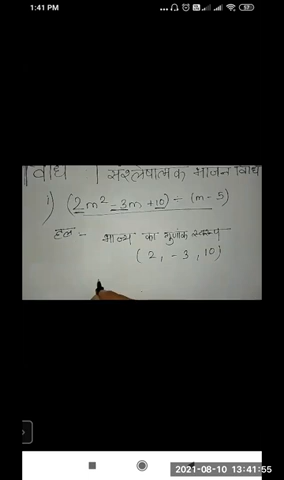 1:41 PM
विधि | संश्लेषात्मक भाजन विधि
1) (2m² - 3m + 10) ÷ (m - 5)
हल :-
भाज्य का गुणांक स्वरूप
(2, -3, 10)
2021-08-10 13:41:55